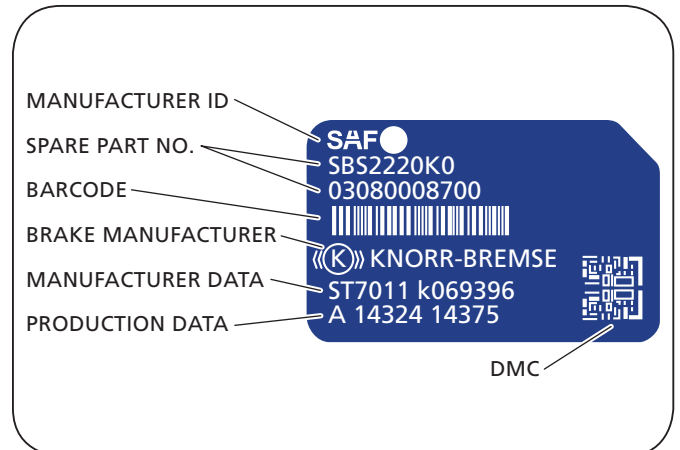 MANUFACTURER ID
SPARE PART NO.
BARCODE
BRAKE MANUFACTURER
MANUFACTURER DATA
PRODUCTION DATA
SAF
SBS2220K0
03080008700
((K)) KNORR-BREMSE
ST7011 k069396
A 14324 14375
DMC